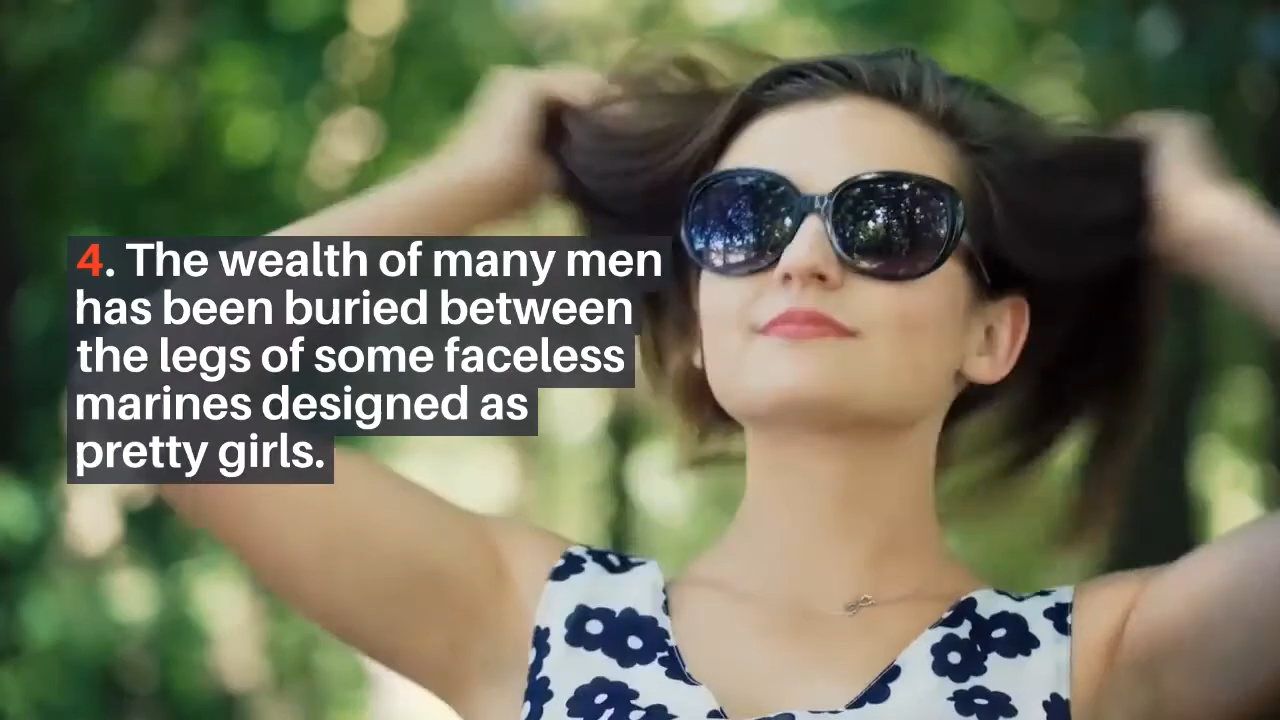 4. The wealth of many men
has been buried between
the legs of some faceless
marines designed as
pretty girls.